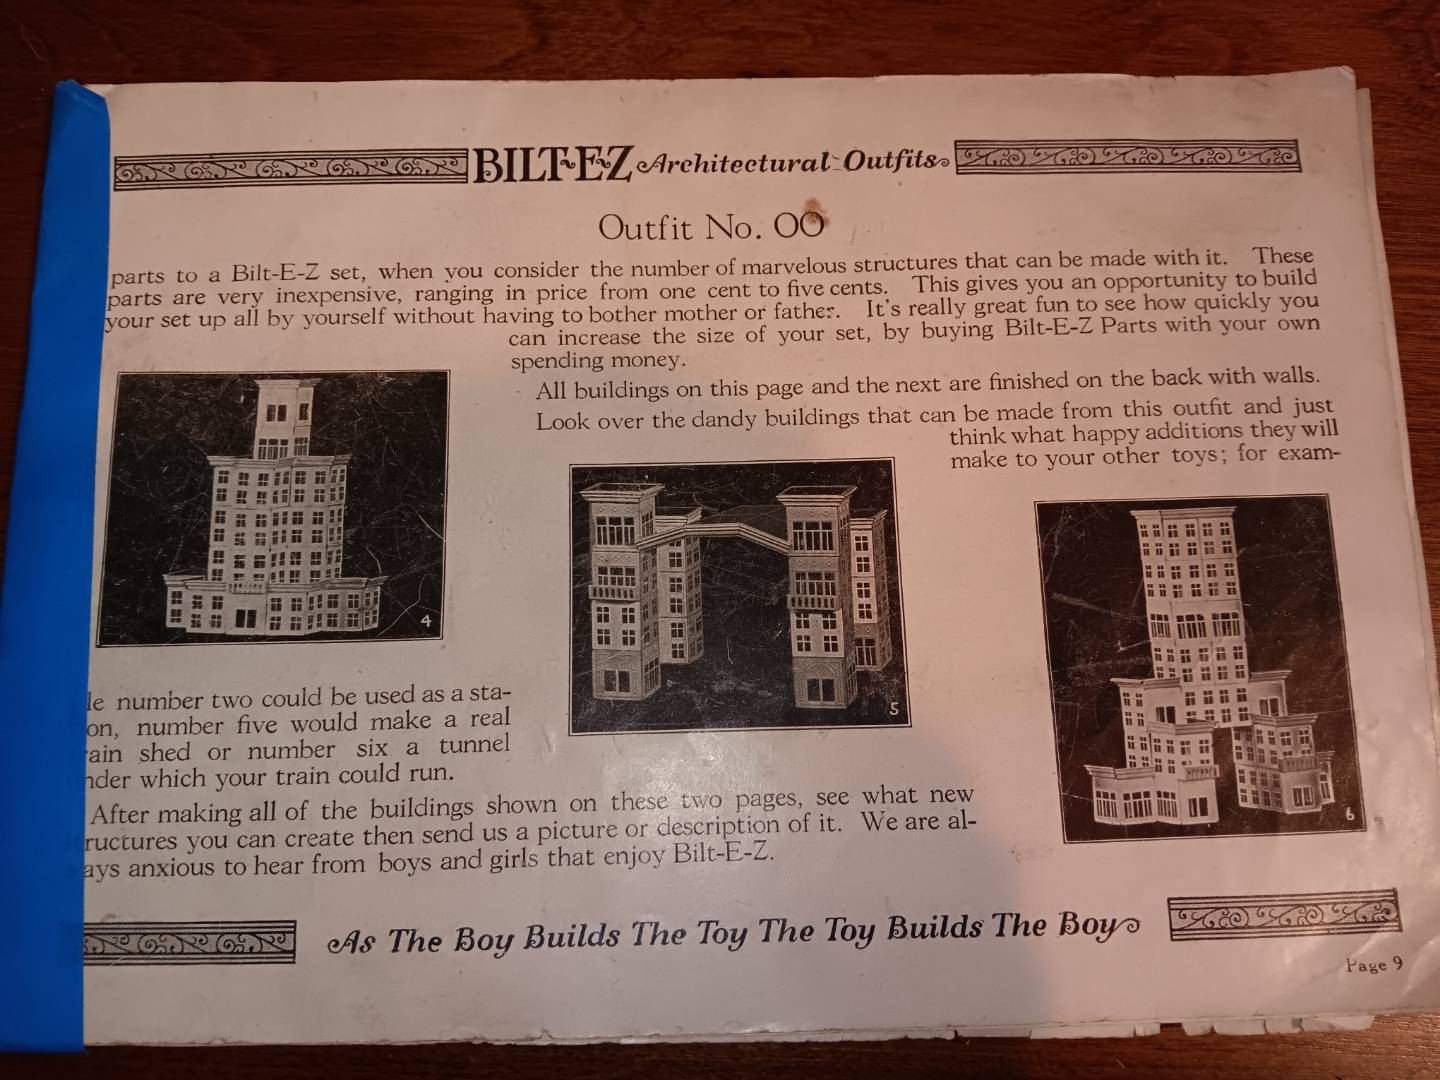 BILT-E-Z Architectural Outfits
Outfit No. 00
parts to a Bilt-E-Z set, when you consider the number of marvelous structures that can be made with it. These
parts are very inexpensive, ranging in price from one cent to five cents. This gives you an opportunity to build
your set up all by yourself without having to bother mother or father. It's really great fun to see how quickly you
can increase the size of your set, by buying Bilt-E-Z Parts with your own
spending money.
All buildings on this page and the next are finished on the back with walls.
Look over the dandy buildings that can be made from this outfit and just
think what happy additions they will
make to your other toys; for exam-
4
5
6
le number two could be used as a sta-
on, number five would make a real
ain shed or number six a tunnel
nder which your train could run.
After making all of the buildings shown on these two pages, see what new
ructures you can create then send us a picture or description of it. We are al-
ays anxious to hear from boys and girls that enjoy Bilt-E-Z.
As The Boy Builds The Toy The Toy Builds The Boy
Page 9